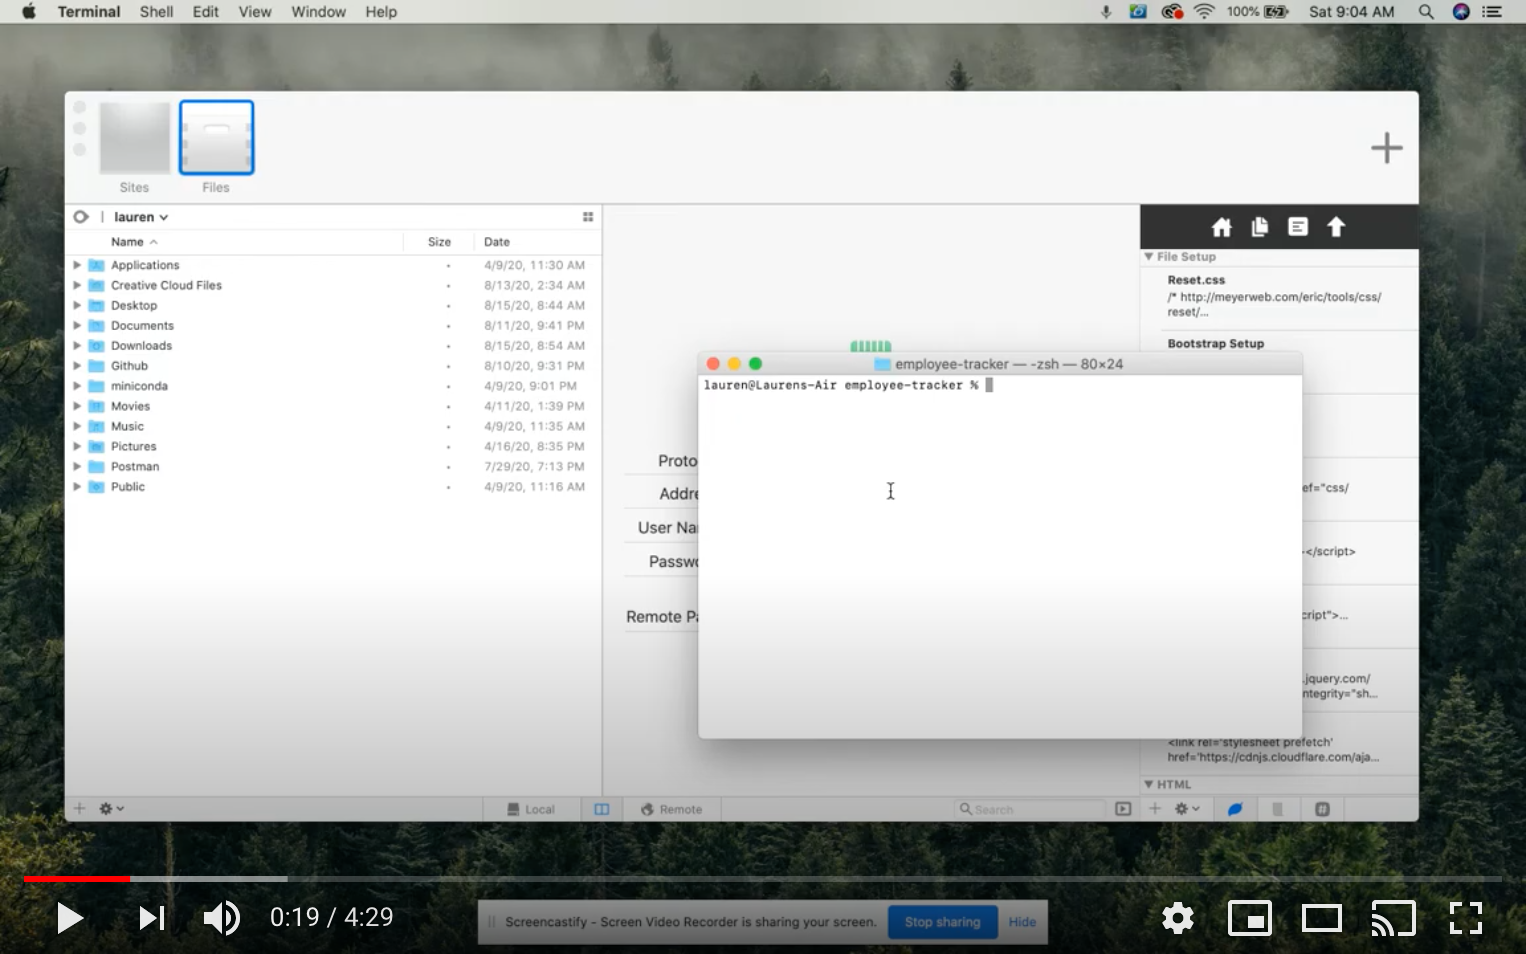 Terminal Shell Edit View Window Help
100% Sat 9:04 AM
Sites Files
lauren
Name Size Date
Applications 4/9/20, 11:30 AM
Creative Cloud Files 8/13/20, 2:34 AM
Desktop 8/15/20, 8:44 AM
Documents 8/11/20, 9:41 PM
Downloads 8/15/20, 8:54 AM
Github 8/10/20, 9:31 PM
miniconda 4/9/20, 9:01 PM
Movies 4/11/20, 1:39 PM
Music 4/9/20, 11:35 AM
Pictures 4/16/20, 8:35 PM
Postman 7/29/20, 7:13 PM
Public 4/9/20, 11:16 AM
Proto
Addre
User Na
Passwo
Remote Pa
employee-tracker — -zsh — 80×24
lauren@Laurens-Air employee-tracker %
File Setup
Reset.css
/* http://meyerweb.com/eric/tools/css/
reset/...
Bootstrap Setup
ef="css/
</script>
cript">...
.jquery.com/
ntegrity="sh...
<link rel='stylesheet prefetch'
href='https://cdnjs.cloudflare.com/aja...
HTML
Local Remote Search
0:19 / 4:29
Screencastify - Screen Video Recorder is sharing your screen. Stop sharing Hide